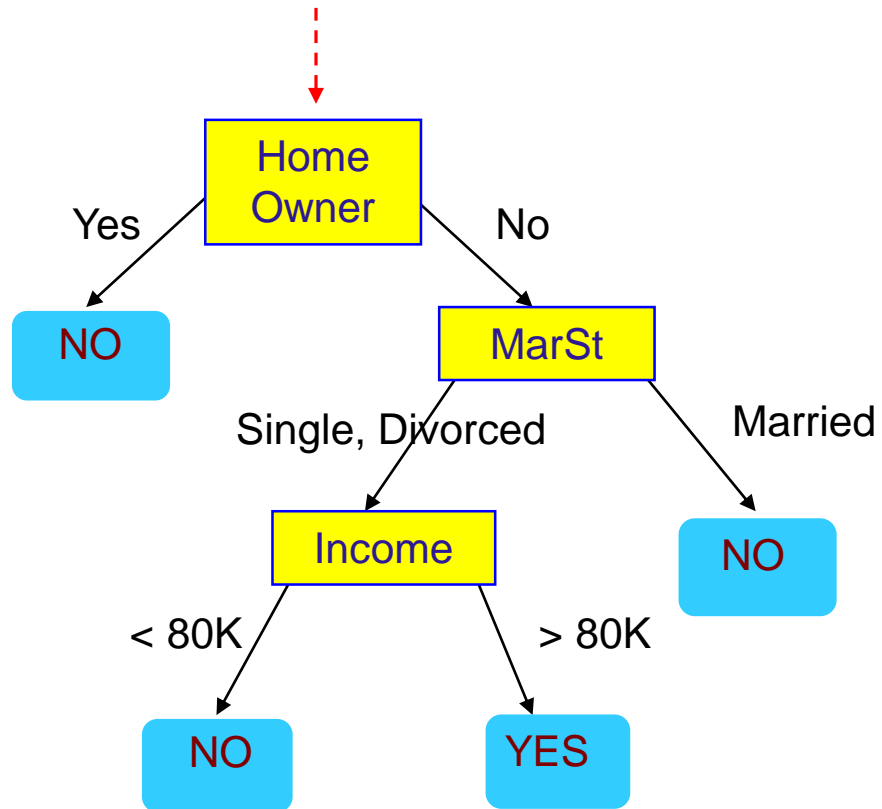 Home
Owner
Yes
No
NO
MarSt
Single, Divorced
Married
Income
NO
< 80K
> 80K
NO
YES